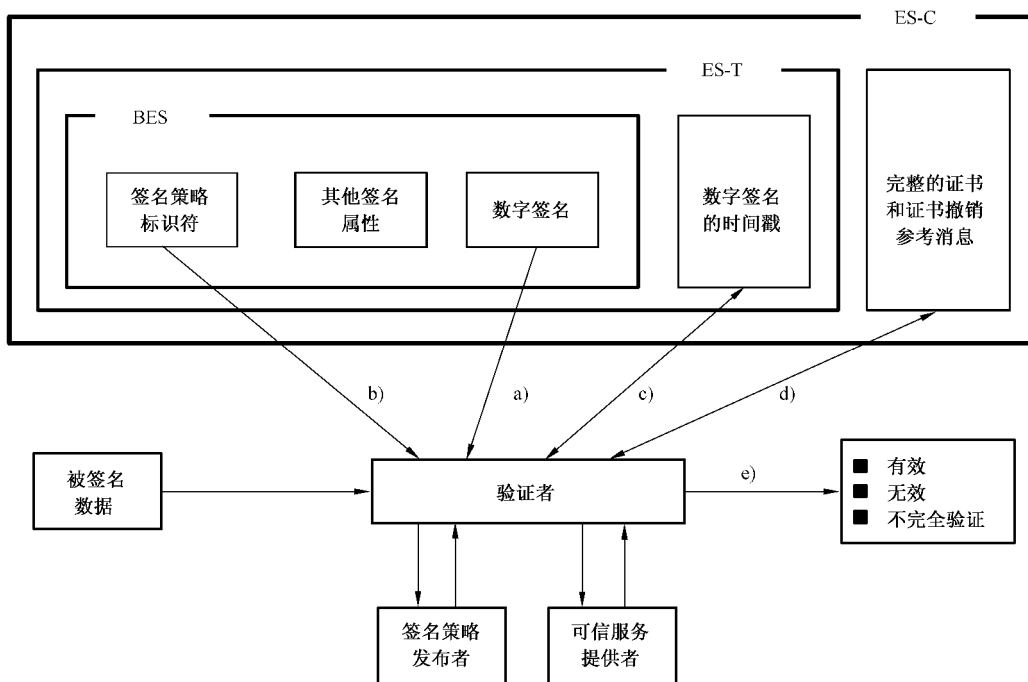 ES-C
ES-T
BES
签名策略
标识符
其他签名
属性
数字签名
数字签名
的时间戳
完整的证书
和证书撤销
参考消息
b)
a)
c)
d)
被签名
数据
验证者
e)
■ 有效
■ 无效
■ 不完全验证
签名策略
发布者
可信服务
提供者